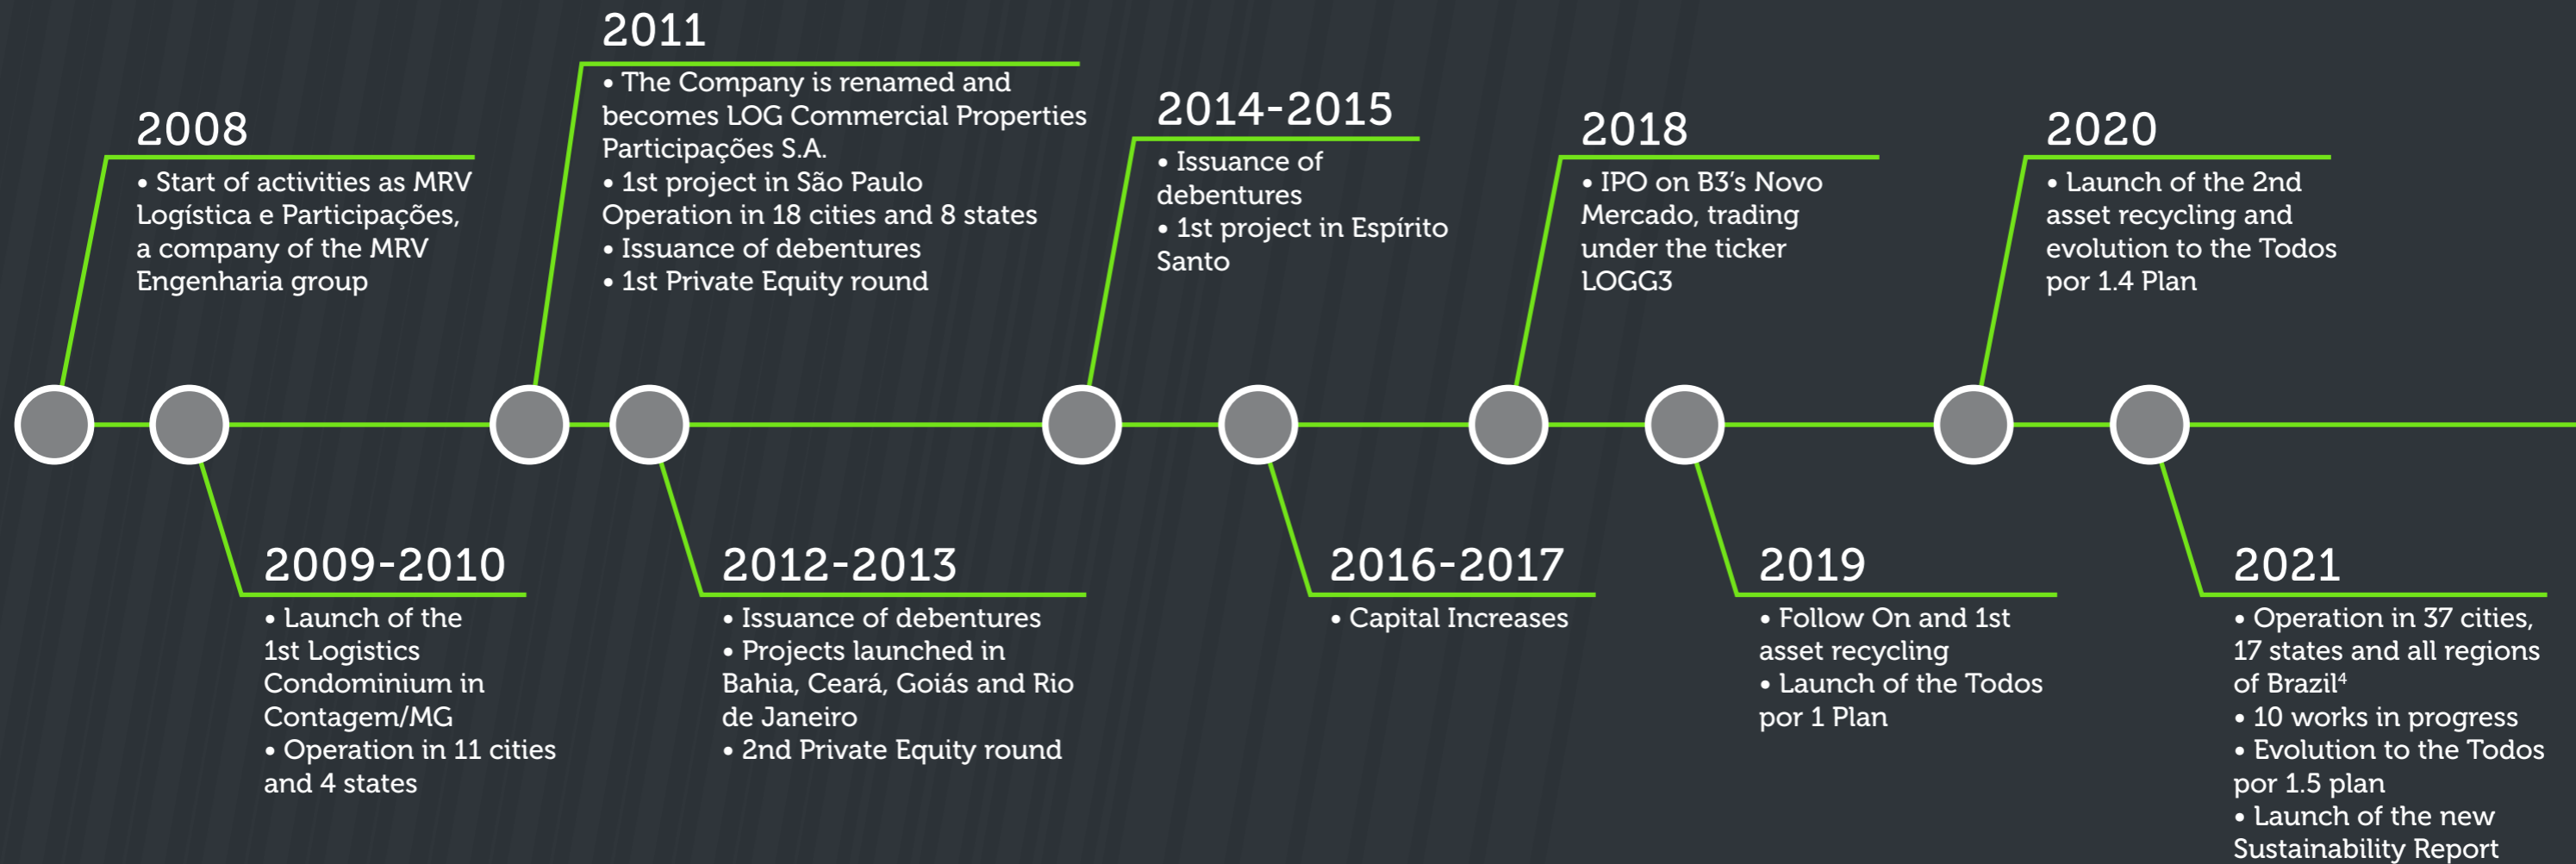 2008
• Start of activities as MRV
Logística e Participações,
a company of the MRV
Engenharia group
2009-2010
• Launch of the
1st Logistics
Condominium in
Contagem/MG
• Operation in 11 cities
and 4 states
2011
• The Company is renamed and
becomes LOG Commercial Properties
Participações S.A.
• 1st project in São Paulo
Operation in 18 cities and 8 states
• Issuance of debentures
• 1st Private Equity round
2012-2013
• Issuance of debentures
• Projects launched in
Bahia, Ceará, Goiás and Rio
de Janeiro
• 2nd Private Equity round
2014-2015
• Issuance of
debentures
• 1st project in Espírito
Santo
2016-2017
• Capital Increases
2018
• IPO on B3’s Novo
Mercado, trading
under the ticker
LOGG3
2019
• Follow On and 1st
asset recycling
• Launch of the Todos
por 1 Plan
2020
• Launch of the 2nd
asset recycling and
evolution to the Todos
por 1.4 Plan
2021
• Operation in 37 cities,
17 states and all regions
of Brazil⁴
• 10 works in progress
• Evolution to the Todos
por 1.5 plan
• Launch of the new
Sustainability Report